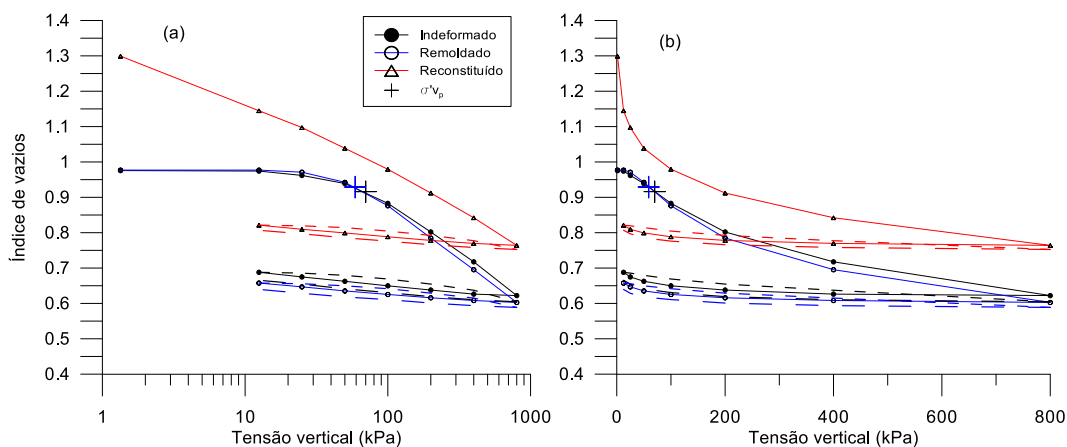 (a)
Indeformado
Remoldado
Reconstituído
σ'vp
(b)
Índice de vazios
1.4
1.3
1.2
1.1
1
0.9
0.8
0.7
0.6
0.5
0.4
1 10 100 1000
Tensão vertical (kPa)
1.4
1.3
1.2
1.1
1
0.9
0.8
0.7
0.6
0.5
0.4
0 200 400 600 800
Tensão vertical (kPa)